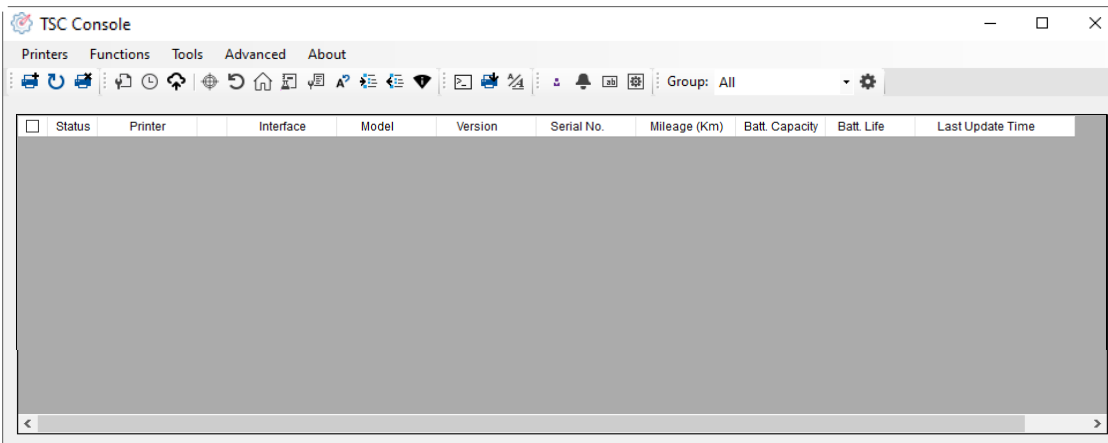 TSC Console
Printers Functions Tools Advanced About
Group: All
Status Printer Interface Model Version Serial No. Mileage (Km) Batt. Capacity Batt. Life Last Update Time